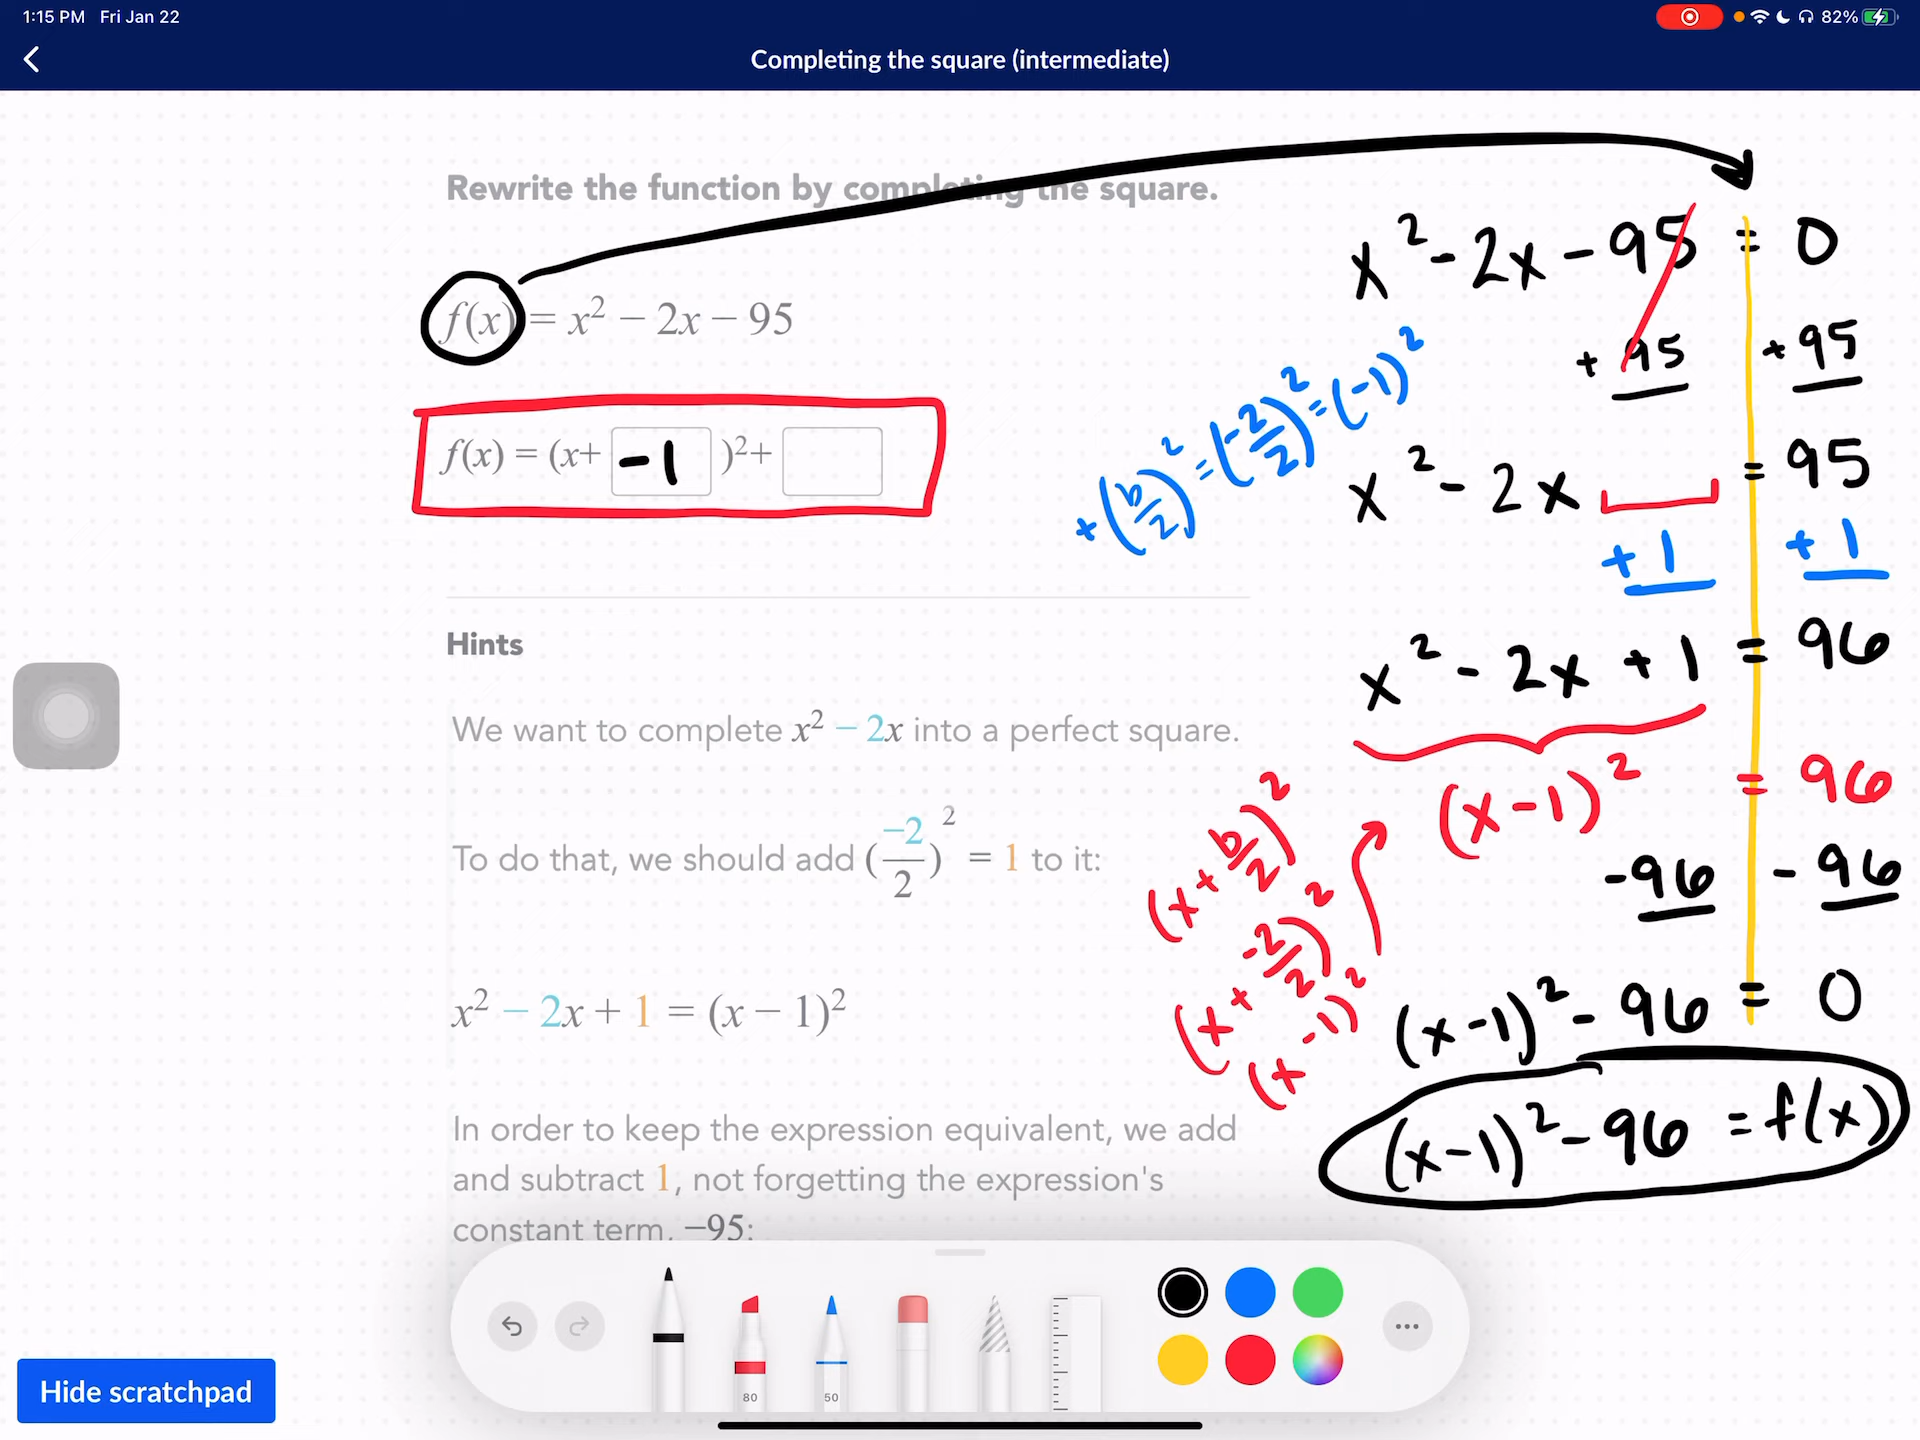 1:15 PM Fri Jan 22
82%
Completing the square (intermediate)
Rewrite the function by completing the square.
f(x) = x² − 2x − 95
f(x) = (x+ -1 )²+
Hints
We want to complete x² − 2x into a perfect square.
To do that, we should add (−2/2)² = 1 to it:
x² − 2x + 1 = (x − 1)²
In order to keep the expression equivalent, we add
and subtract 1, not forgetting the expression's
constant term, −95:
x² - 2x - 95 = 0
+ 95 + 95
+(b/2)² = (-2/2)² = (-1)²
x² - 2x = 95
+ 1 + 1
x² - 2x + 1 = 96
(x-1)² = 96
(x + b/2)²
(x + -2/2)²
(x -1)²
-96 - 96
(x-1)² - 96 = 0
(x-1)² - 96 = f(x)
80
50
Hide scratchpad